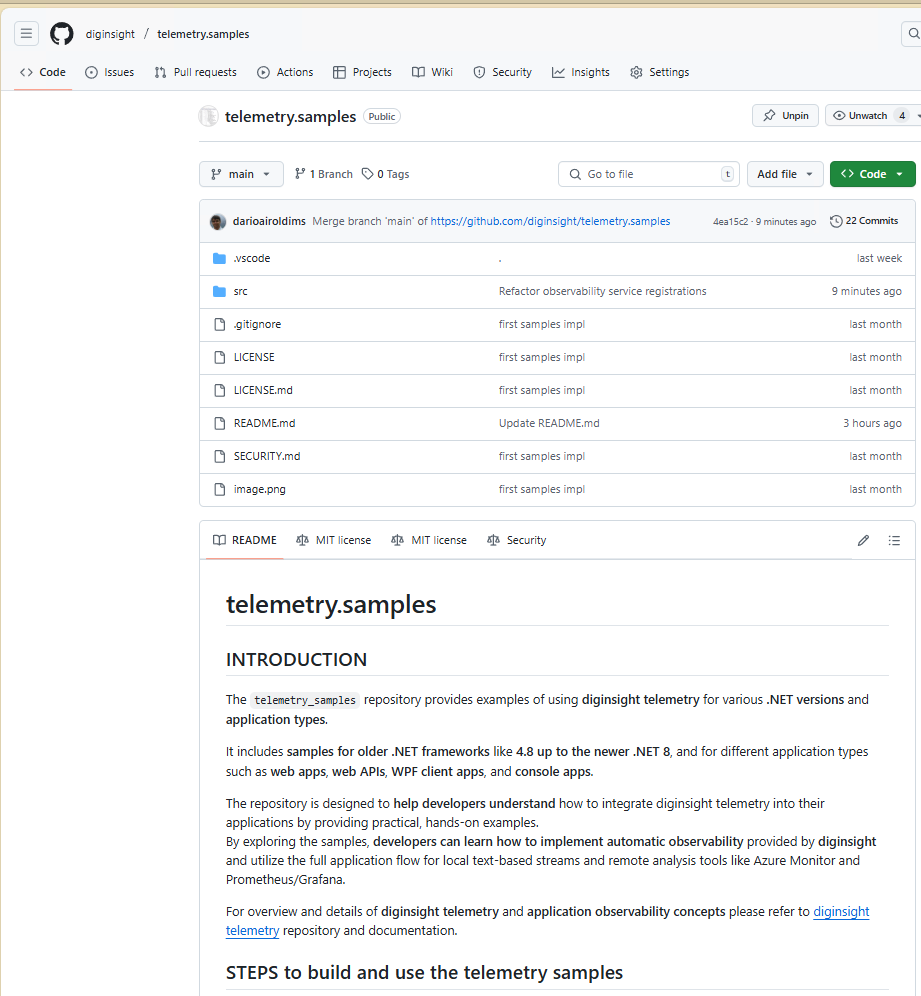 diginsight / telemetry.samples
Code Issues Pull requests Actions Projects Wiki Security Insights Settings
telemetry.samples Public Unpin Unwatch 4
main 1 Branch 0 Tags Go to file t Add file Code
darioairoldims Merge branch 'main' of https://github.com/diginsight/telemetry.samples 4ea15c2 · 9 minutes ago 22 Commits
.vscode . last week
src Refactor observability service registrations 9 minutes ago
.gitignore first samples impl last month
LICENSE first samples impl last month
LICENSE.md first samples impl last month
README.md Update README.md 3 hours ago
SECURITY.md first samples impl last month
image.png first samples impl last month
README MIT license MIT license Security
telemetry.samples
INTRODUCTION
The telemetry_samples repository provides examples of using diginsight telemetry for various .NET versions and
application types.
It includes samples for older .NET frameworks like 4.8 up to the newer .NET 8, and for different application types
such as web apps, web APIs, WPF client apps, and console apps.
The repository is designed to help developers understand how to integrate diginsight telemetry into their
applications by providing practical, hands-on examples.
By exploring the samples, developers can learn how to implement automatic observability provided by diginsight
and utilize the full application flow for local text-based streams and remote analysis tools like Azure Monitor and
Prometheus/Grafana.
For overview and details of diginsight telemetry and application observability concepts please refer to diginsight
telemetry repository and documentation.
STEPS to build and use the telemetry samples